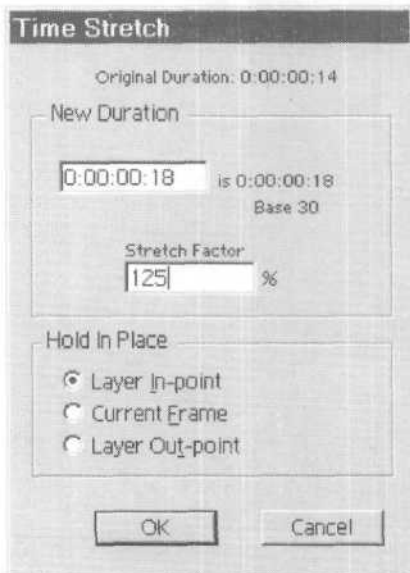 Time Stretch
Original Duration: 0:00:00:14
New Duration
0:00:00:18 is 0:00:00:18
Base 30
Stretch Factor
125 %
Hold In Place
Layer In-point
Current Frame
Layer Out-point
OK Cancel